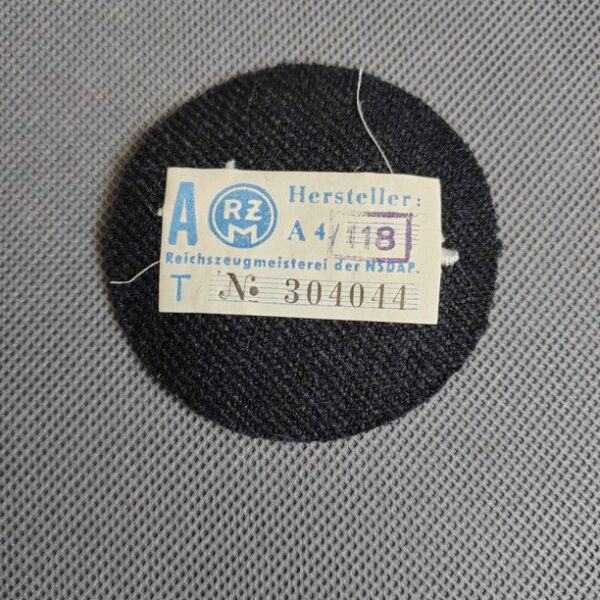 A RZM Hersteller:
A 4/ 118
Reichszeugmeisterei der NSDAP.
T № 304044